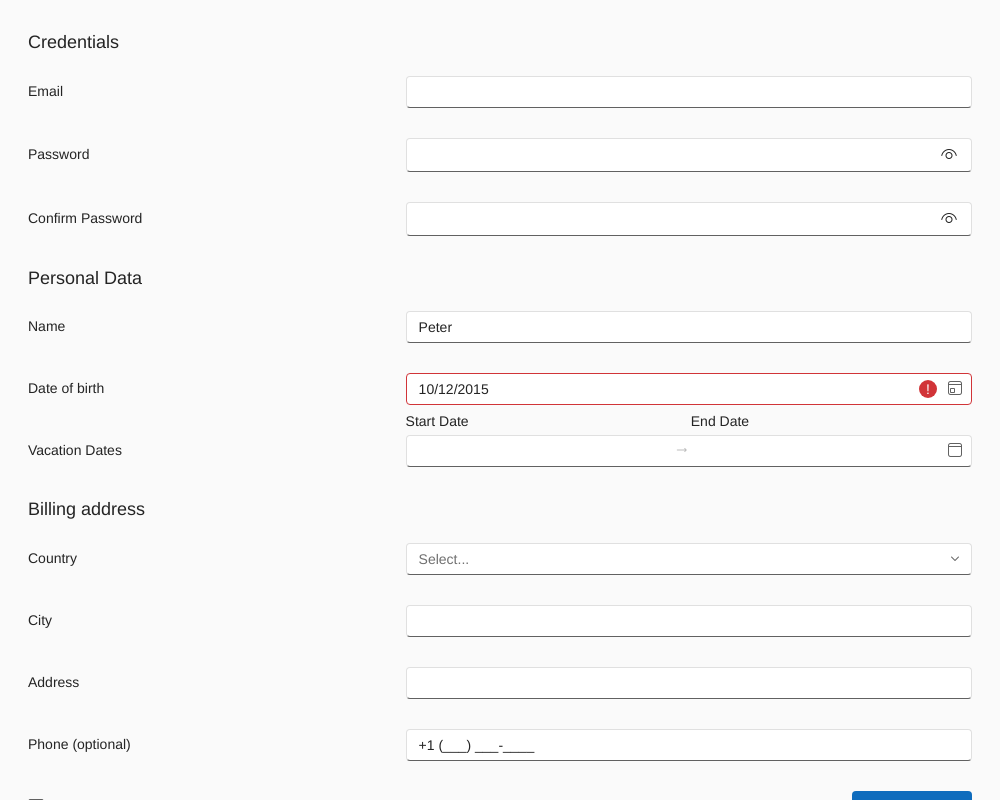 Credentials
Email
Password
Confirm Password
Personal Data
Name Peter
Date of birth 10/12/2015
Start Date End Date
Vacation Dates
Billing address
Country Select...
City
Address
Phone (optional) +1 (___) ___-____